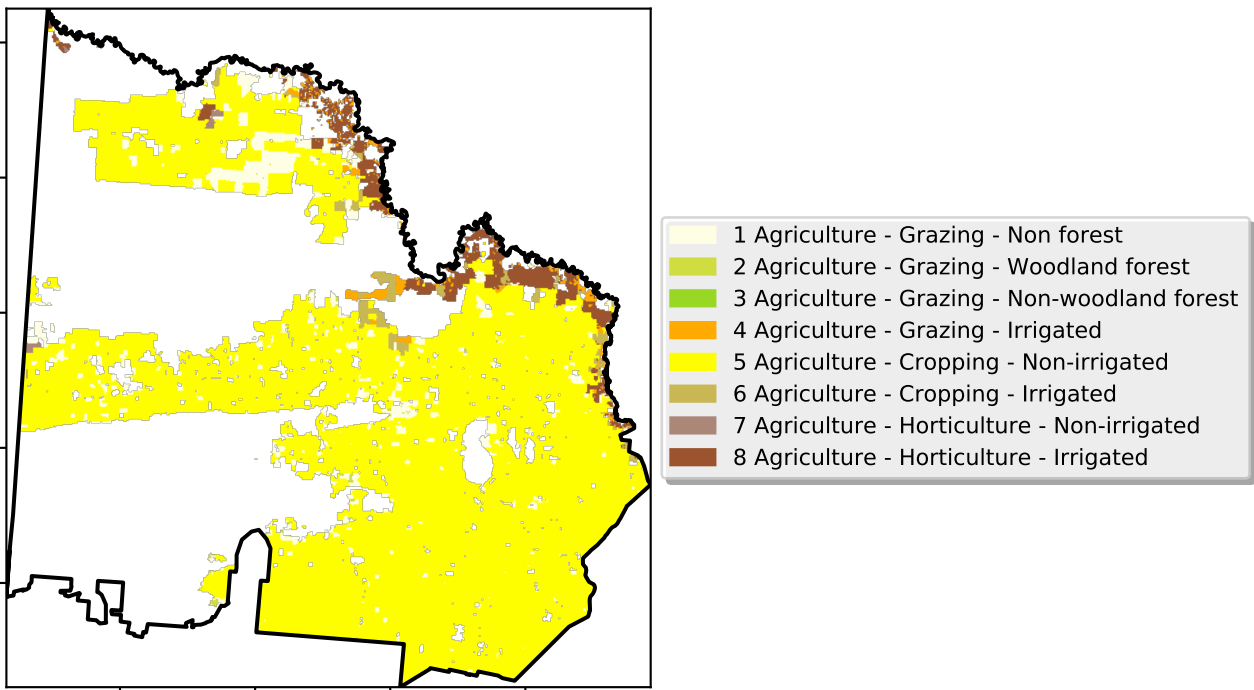 1 Agriculture - Grazing - Non forest
2 Agriculture - Grazing - Woodland forest
3 Agriculture - Grazing - Non-woodland forest
4 Agriculture - Grazing - Irrigated
5 Agriculture - Cropping - Non-irrigated
6 Agriculture - Cropping - Irrigated
7 Agriculture - Horticulture - Non-irrigated
8 Agriculture - Horticulture - Irrigated